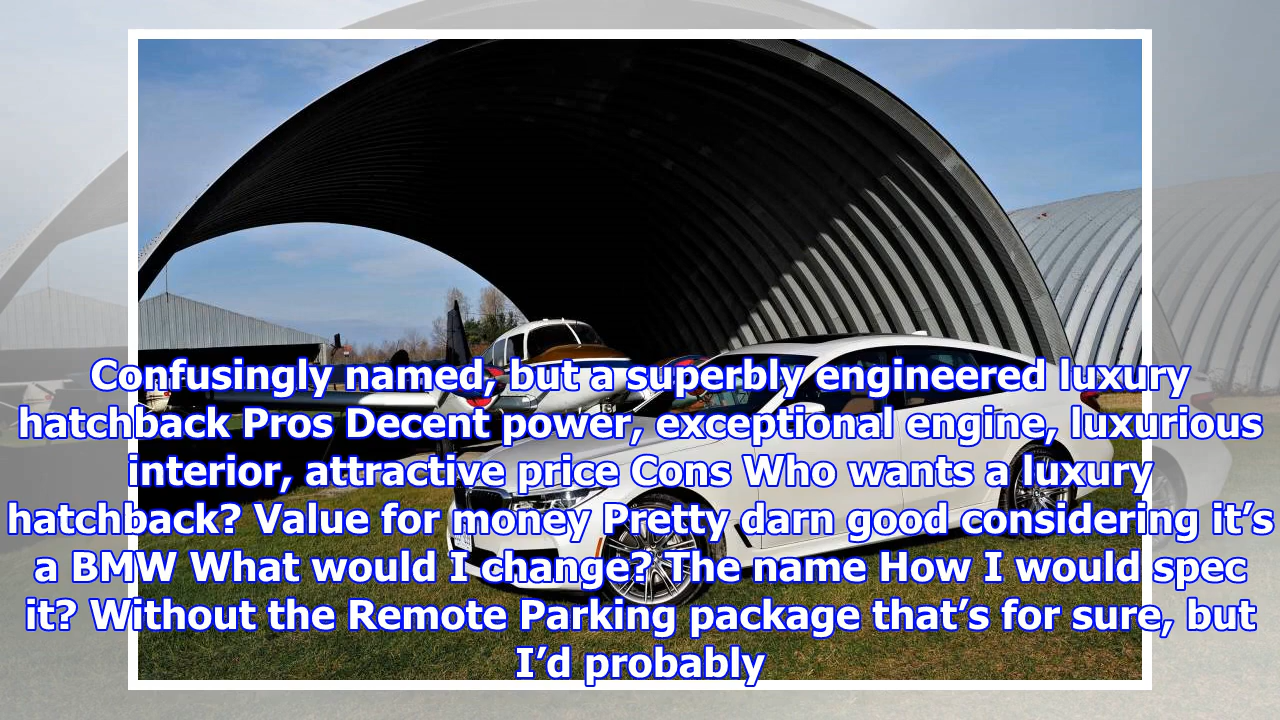 Confusingly named, but a superbly engineered luxury
hatchback Pros Decent power, exceptional engine, luxurious
interior, attractive price Cons Who wants a luxury
hatchback? Value for money Pretty darn good considering it’s
a BMW What would I change? The name How I would spec
it? Without the Remote Parking package that’s for sure, but
I’d probably